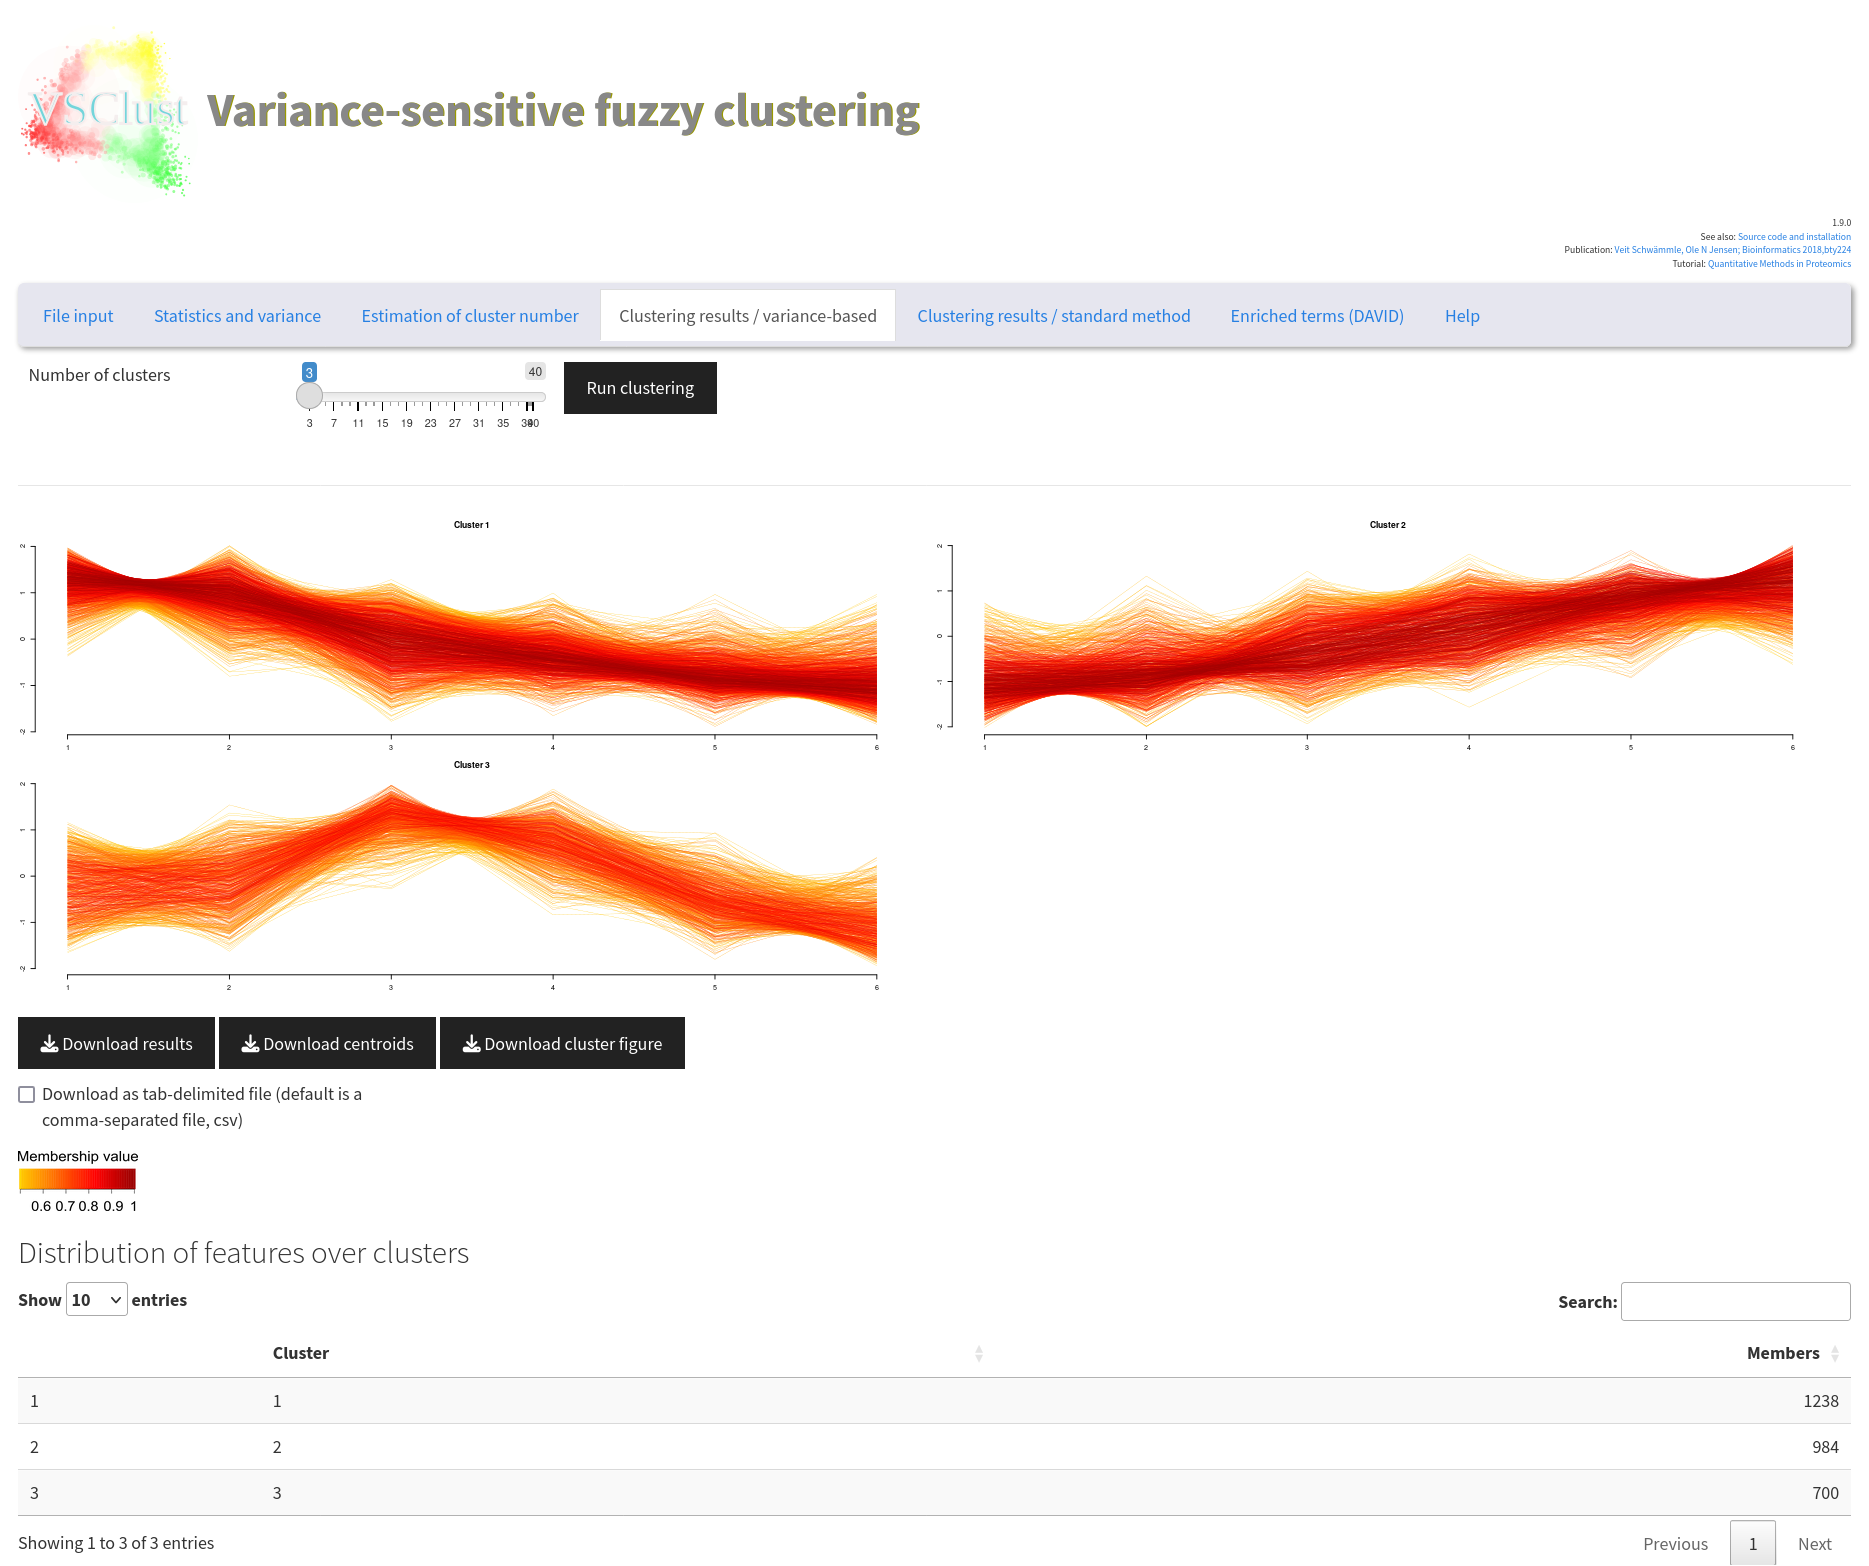 VSClust
Variance-sensitive fuzzy clustering
1.9.0
See also: Source code and installation
Publication: Veit Schwämmle, Ole N Jensen; Bioinformatics 2018,bty224
Tutorial: Quantitative Methods in Proteomics
File input Statistics and variance Estimation of cluster number Clustering results / variance-based Clustering results / standard method Enriched terms (DAVID) Help
Number of clusters
3 40
Run clustering
3 7 11 15 19 23 27 31 35 39 40
Cluster 1
2
1
0
-1
-2
1 2 3 4 5 6
Cluster 2
2
1
0
-1
-2
1 2 3 4 5 6
Cluster 3
2
1
0
-1
-2
1 2 3 4 5 6
Download results Download centroids Download cluster figure
Download as tab-delimited file (default is a
comma-separated file, csv)
Membership value
0.6 0.7 0.8 0.9 1
Distribution of features over clusters
Show 10 entries
Search:
Cluster Members
1 1 1238
2 2 984
3 3 700
Showing 1 to 3 of 3 entries
Previous 1 Next